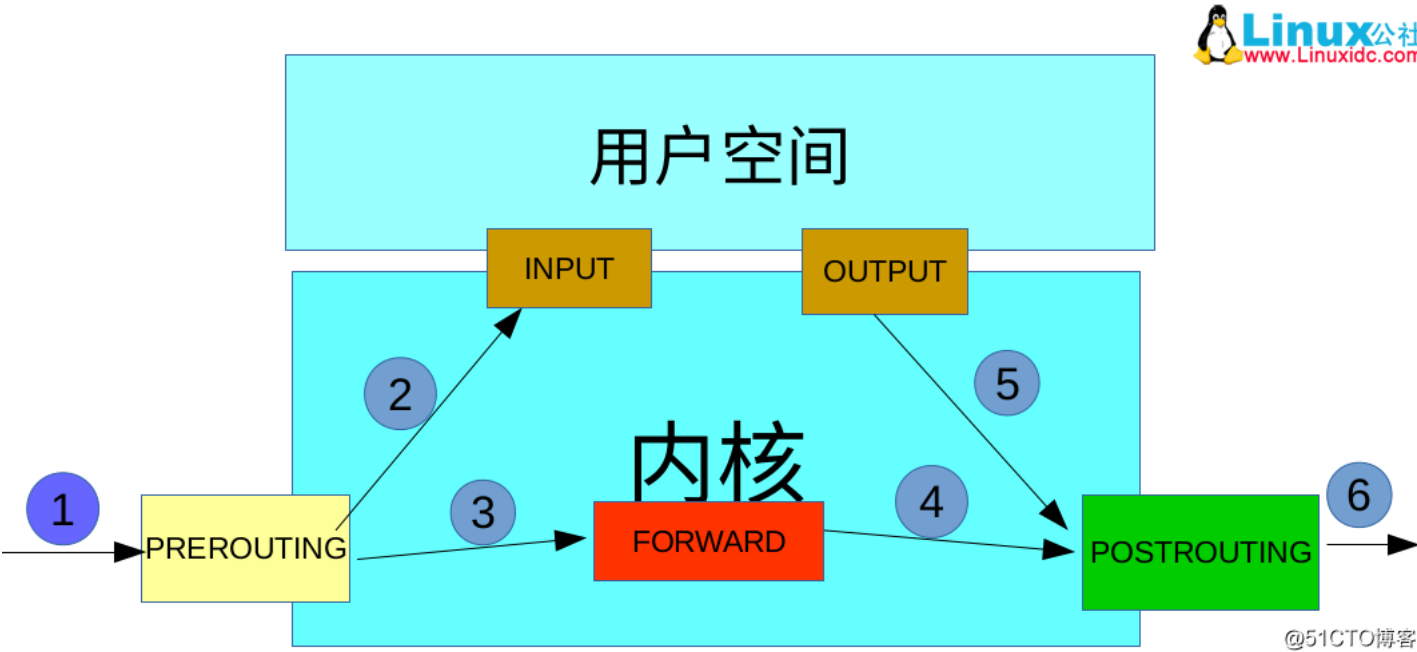 Linux公社
www.Linuxidc.com
用户空间
INPUT
OUTPUT
2
5
内核
1
3
4
6
PREROUTING
FORWARD
POSTROUTING
@51CTO博客